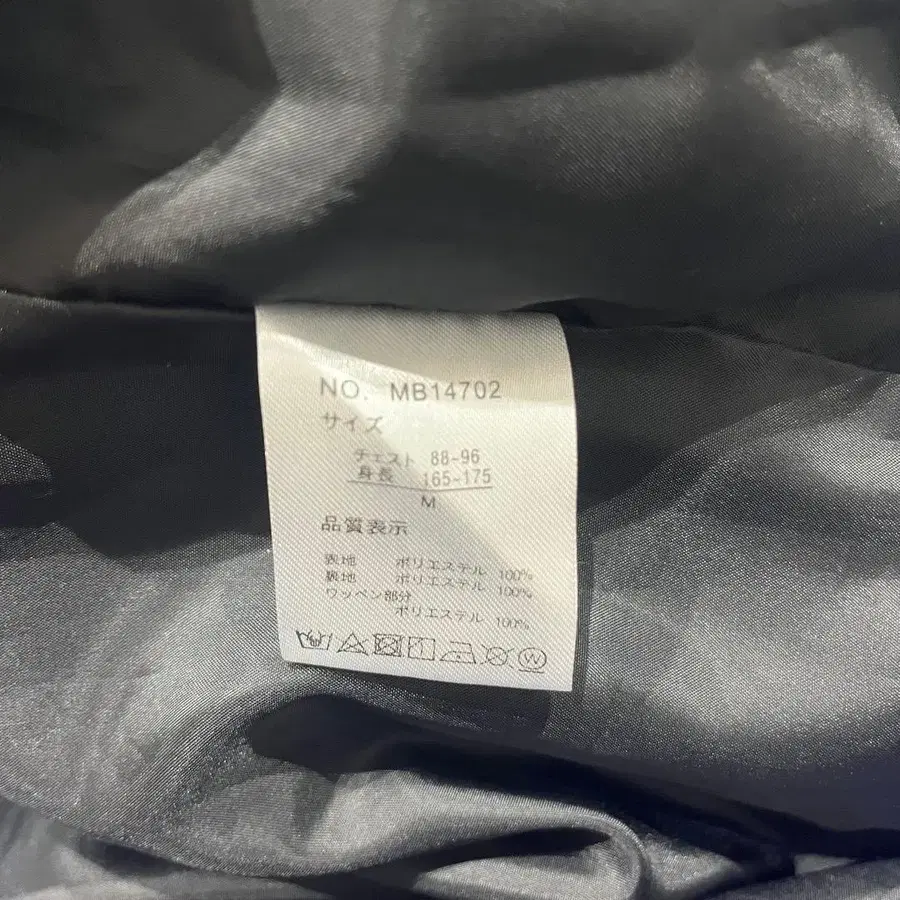 NO. MB14702
サイズ
チェスト 88-96
身長 165-175
M
品質表示
表地 ポリエステル 100%
裏地 ポリエステル 100%
ワッペン部分
ポリエステル 100%
W